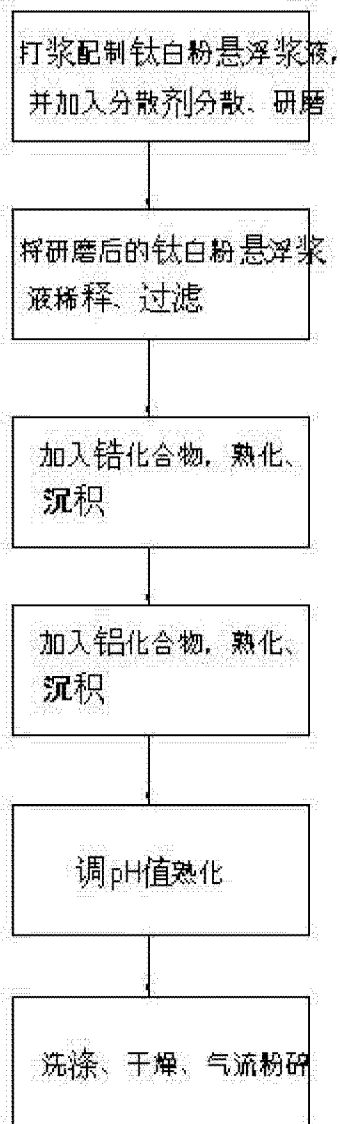 打浆配制钛白粉悬浮浆液,
并加入分散剂分散、研磨
将研磨后的钛白粉悬浮浆
液稀释、过滤
加入锆化合物, 熟化、
沉积
加入铝化合物, 熟化、
沉积
调pH值熟化
洗涤、干燥、气流粉碎